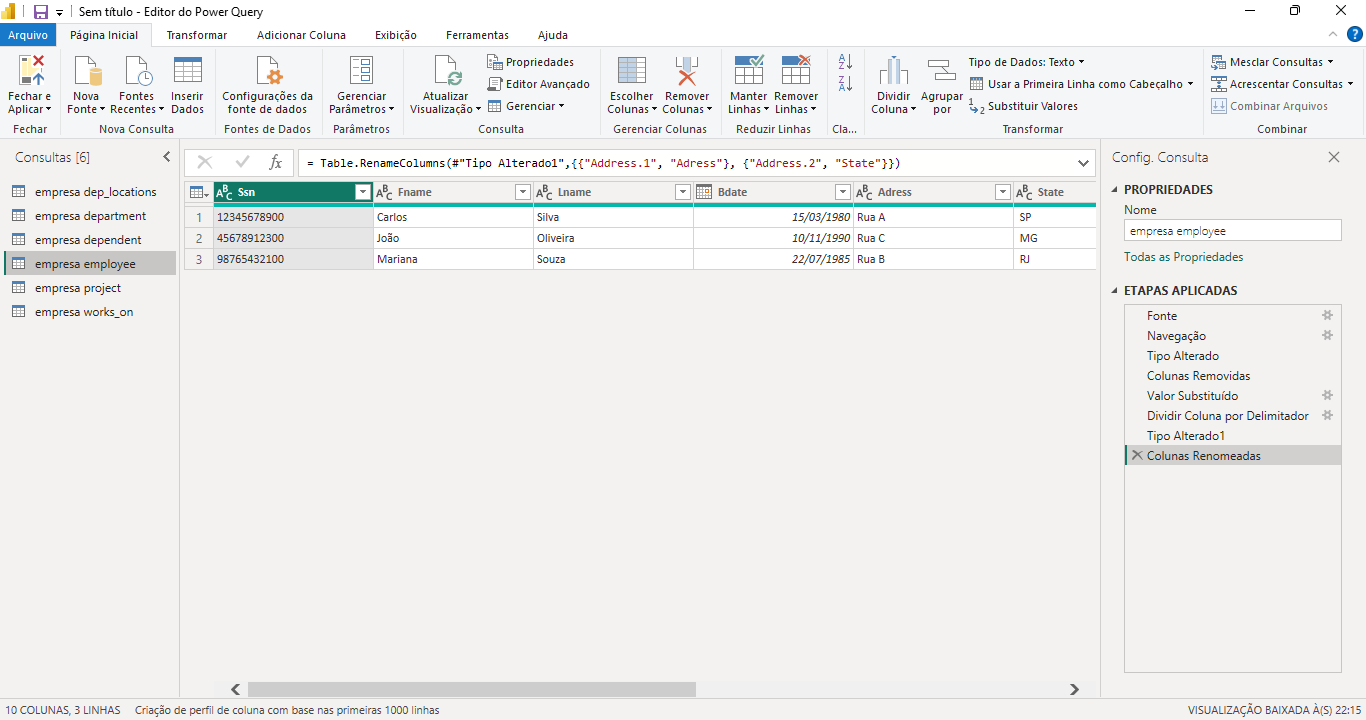 Sem título - Editor do Power Query
Arquivo Página Inicial Transformar Adicionar Coluna Exibição Ferramentas Ajuda
Fechar e Aplicar
Fechar
Nova Fonte
Fontes Recentes
Inserir Dados
Nova Consulta
Configurações da fonte de dados
Fontes de Dados
Gerenciar Parâmetros
Parâmetros
Atualizar Visualização
Propriedades
Editor Avançado
Gerenciar
Consulta
Escolher Colunas
Remover Colunas
Gerenciar Colunas
Manter Linhas
Remover Linhas
Reduzir Linhas
A Z
Z A
Cla...
Dividir Coluna
Agrupar por
Tipo de Dados: Texto
Usar a Primeira Linha como Cabeçalho
1 2 Substituir Valores
Transformar
Mesclar Consultas
Acrescentar Consultas
Combinar Arquivos
Combinar
?
Consultas [6]
empresa dep_locations
empresa department
empresa dependent
empresa employee
empresa project
empresa works_on
fx
= Table.RenameColumns(#"Tipo Alterado1",{{"Address.1", "Adress"}, {"Address.2", "State"}})
ABC Ssn ABC Fname ABC Lname Bdate ABC Adress ABC State
1 12345678900 Carlos Silva 15/03/1980 Rua A SP
2 45678912300 João Oliveira 10/11/1990 Rua C MG
3 98765432100 Mariana Souza 22/07/1985 Rua B RJ
Config. Consulta
PROPRIEDADES
Nome
empresa employee
Todas as Propriedades
ETAPAS APLICADAS
Fonte
Navegação
Tipo Alterado
Colunas Removidas
Valor Substituído
Dividir Coluna por Delimitador
Tipo Alterado1
Colunas Renomeadas
10 COLUNAS, 3 LINHAS Criação de perfil de coluna com base nas primeiras 1000 linhas
VISUALIZAÇÃO BAIXADA À(S) 22:15